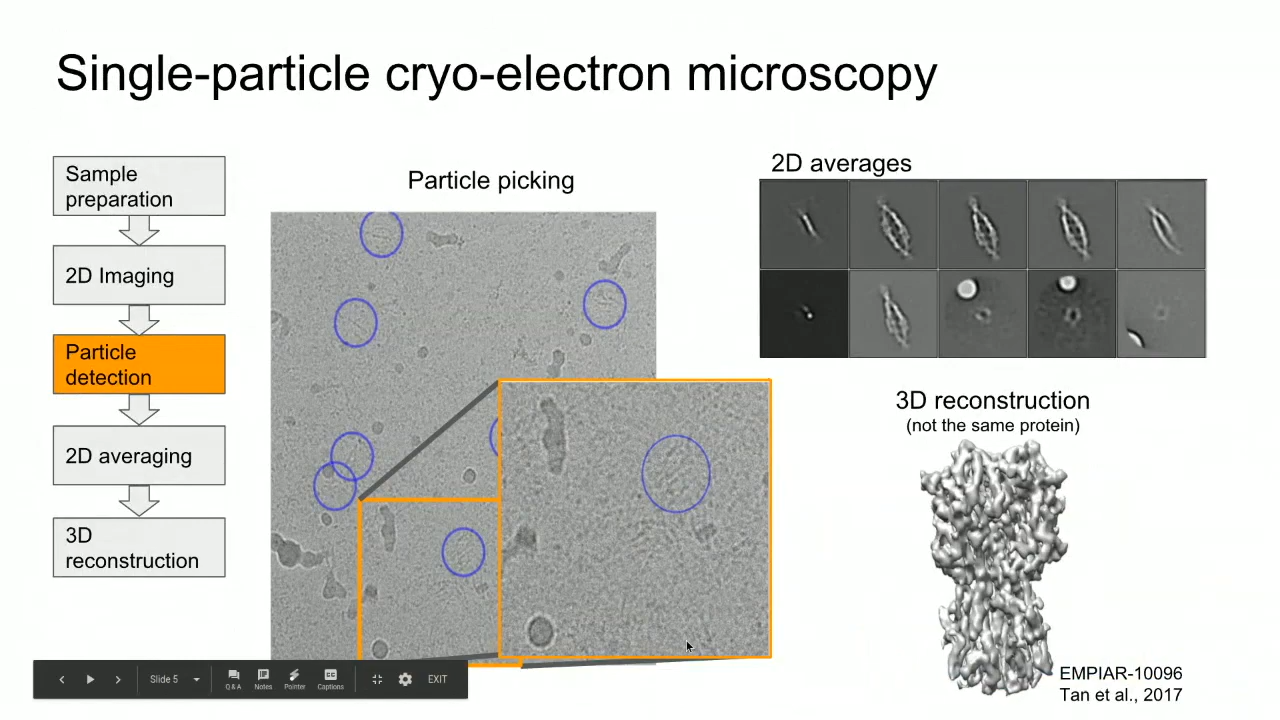 Single-particle cryo-electron microscopy
Sample
preparation
2D Imaging
Particle
detection
2D averaging
3D
reconstruction
Particle picking
2D averages
3D reconstruction
(not the same protein)
EMPIAR-10096
Tan et al., 2017
Slide 5
Q & A
Notes
Pointer
Captions
EXIT